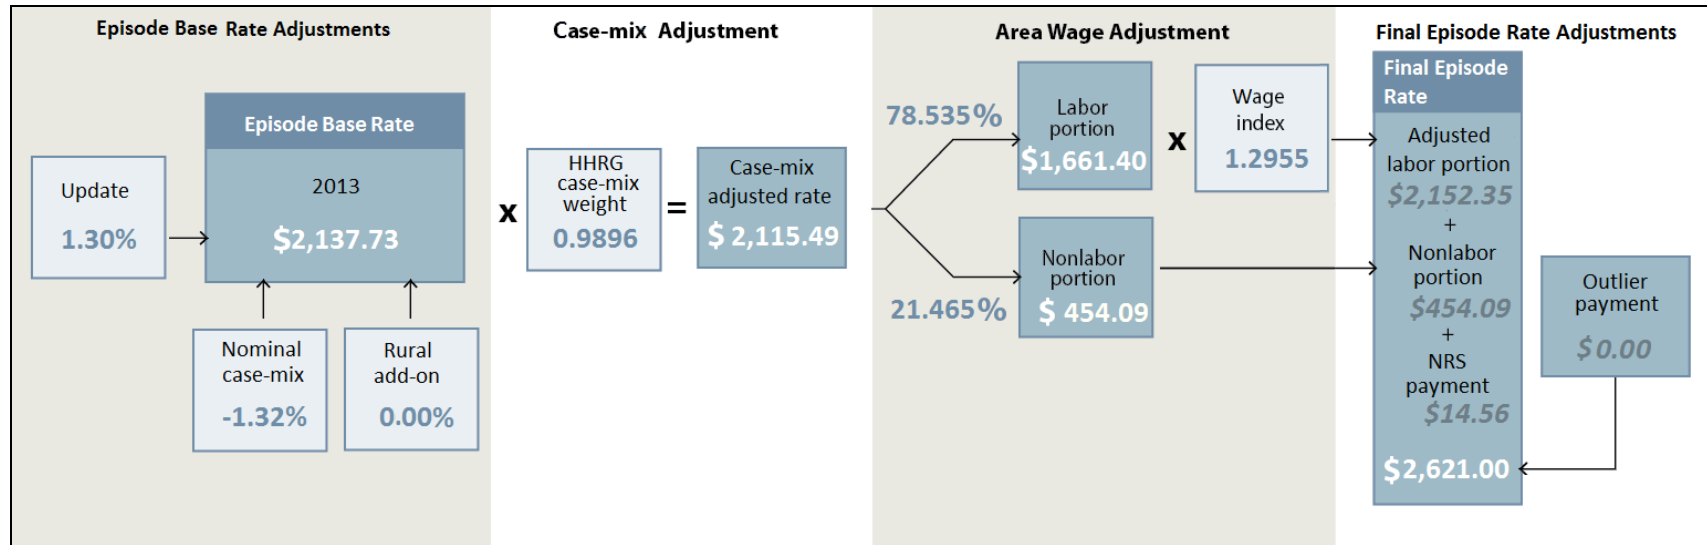 Episode Base Rate Adjustments
Update
1.30%
Episode Base Rate
2013
$2,137.73
Nominal
case-mix
-1.32%
Rural
add-on
0.00%
Case-mix Adjustment
x
HHRG
case-mix
weight
0.9896
=
Case-mix
adjusted rate
$ 2,115.49
Area Wage Adjustment
78.535%
Labor
portion
$1,661.40
x
Wage
index
1.2955
21.465%
Nonlabor
portion
$ 454.09
Final Episode Rate Adjustments
Final Episode
Rate
Adjusted
labor portion
$2,152.35
+
Nonlabor
portion
$454.09
+
NRS
payment
$14.56
$2,621.00
Outlier
payment
$0.00